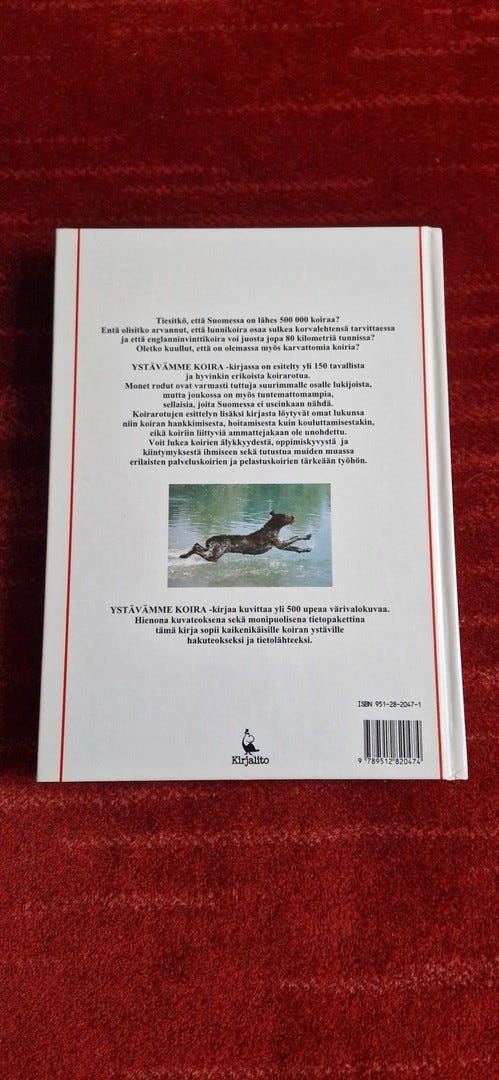 Tiesitkö, että Suomessa on lähes 500 000 koiraa?
Entä olisitko arvannut, että lunnikoira osaa sulkea korvalehtensä tarvittaessa
ja että englanninvinttikoira voi juosta jopa 80 kilometriä tunnissa?
Oletko kuullut, että on olemassa myös karvattomia koiria?
YSTÄVÄMME KOIRA -kirjassa on esitelty yli 150 tavallista
ja hyvinkin erikoista koirarotua.
Monet rodut ovat varmasti tuttuja suurimmalle osalle lukijoista,
mutta joukossa on myös tuntemattomampia,
sellaisia, joita Suomessa ei useinkaan nähdä.
Koirarotujen esittelyn lisäksi kirjasta löytyvät omat lukunsa
niin koiran hankkimisesta, hoitamisesta kuin kouluttamisestakin,
eikä koiriin liittyviä ammattejakaan ole unohdettu.
Voit lukea koirien älykkyydestä, oppimiskyvystä ja
kiintymyksestä ihmiseen sekä tutustua muiden muassa
erilaisten palveluskoirien ja pelastuskoirien tärkeään työhön.
YSTÄVÄMME KOIRA -kirjaa kuvittaa yli 500 upeaa värivalokuvaa.
Hienona kuvateoksena sekä monipuolisena tietopakettina
tämä kirja sopii kaikenikäisille koiran ystäville
hakuteokseksi ja tietolähteeksi.
ISBN 951-28-2047-1
Kirjalito
9 789512 820474